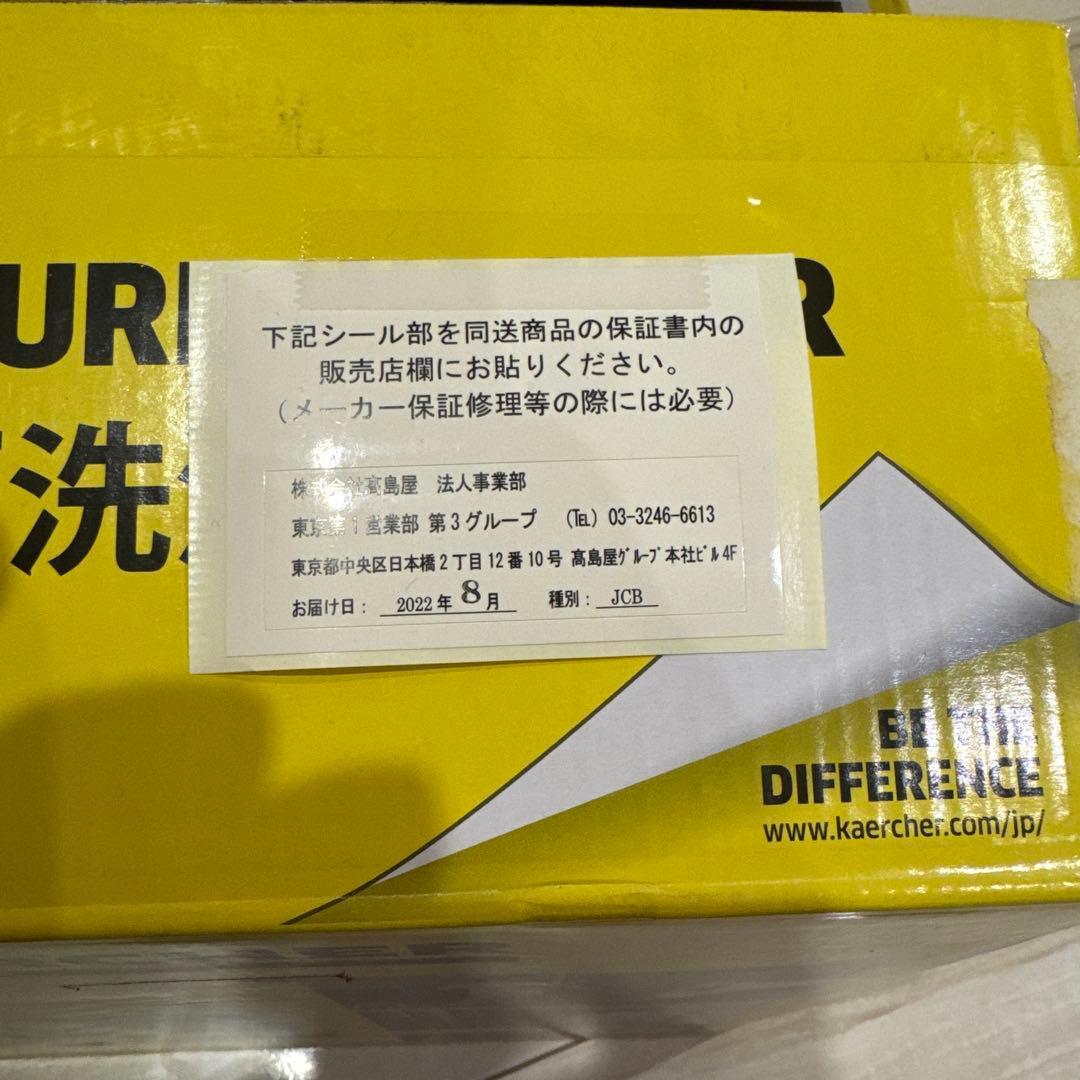 下記シール部を同送商品の保証書内の
販売店欄にお貼りください。
(メーカー保証修理等の際には必要)
株式会社髙島屋 法人事業部
東京第1営業部 第3グループ (℡) 03-3246-6613
東京都中央区日本橋2丁目12番10号 髙島屋ｸﾞﾙｰﾌﾟ本社ﾋﾞﾙ4F
お届け日: 2022年 8月 種別: JCB
洗
BE THE
DIFFERENCE
www.kaercher.com/jp/